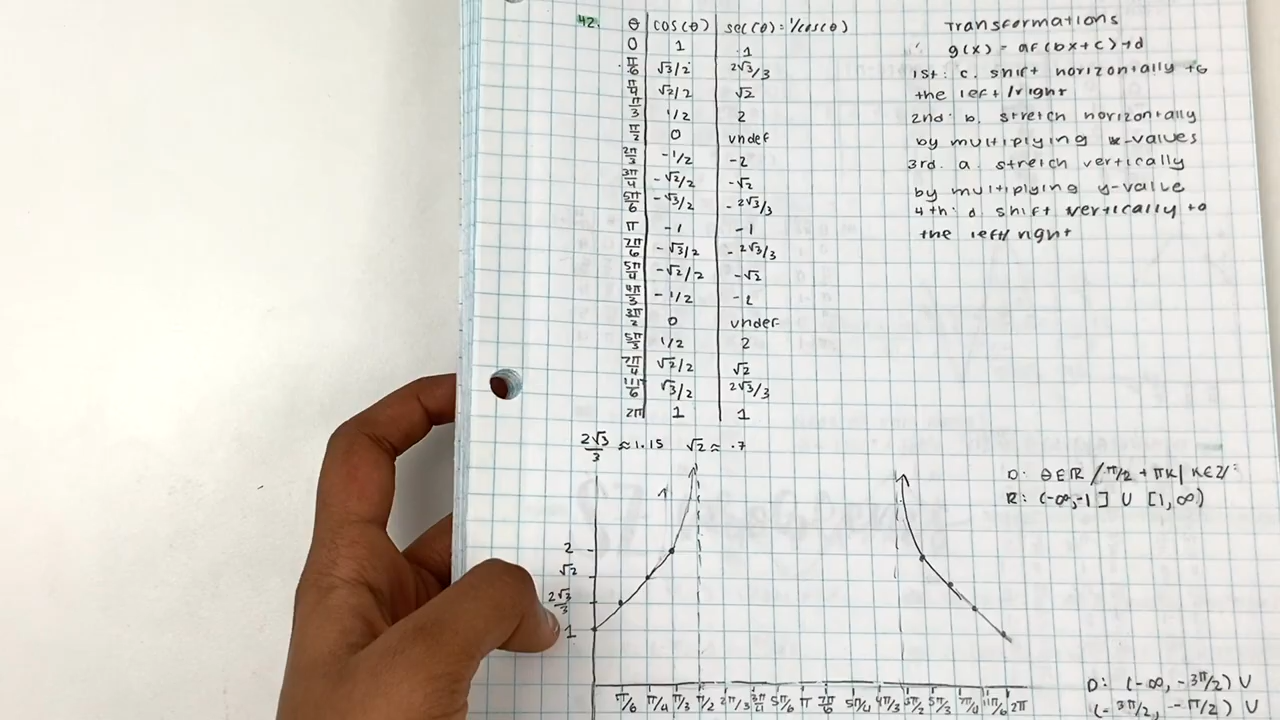 42. θ cos(θ) sec(θ) = 1/cos(θ)
0 1 1
π/6 √3/2 2√3/3
π/4 √2/2 √2
π/3 1/2 2
π/2 0 undef
2π/3 -1/2 -2
3π/4 -√2/2 -√2
5π/6 -√3/2 -2√3/3
π -1 -1
7π/6 -√3/2 -2√3/3
5π/4 -√2/2 -√2
4π/3 -1/2 -2
3π/2 0 undef
5π/3 1/2 2
7π/4 √2/2 √2
11π/6 √3/2 2√3/3
2π 1 1
Transformations
g(x) = af(bx+c)+d
1st: c. shift horizontally to
the left/right
2nd: b. stretch horizontally
by multiplying x-values
3rd. a. stretch vertically
by multiplying y-value
4th: d. shift vertically to
the left/right
2√3/3 ≈ 1.15 √2 ≈ .7
D: θ∈ℝ / π/2 + πk | k∈ℤ
R: (-∞,-1] ∪ [1,∞)
2
√2
2√3/3
1
π/6 π/4 π/3 π/2 2π/3 3π/4 5π/6 π 7π/6 5π/4 4π/3 3π/2 5π/3 7π/4 11π/6 2π
D: (-∞, -3π/2) ∪
(-3π/2, -π/2) ∪